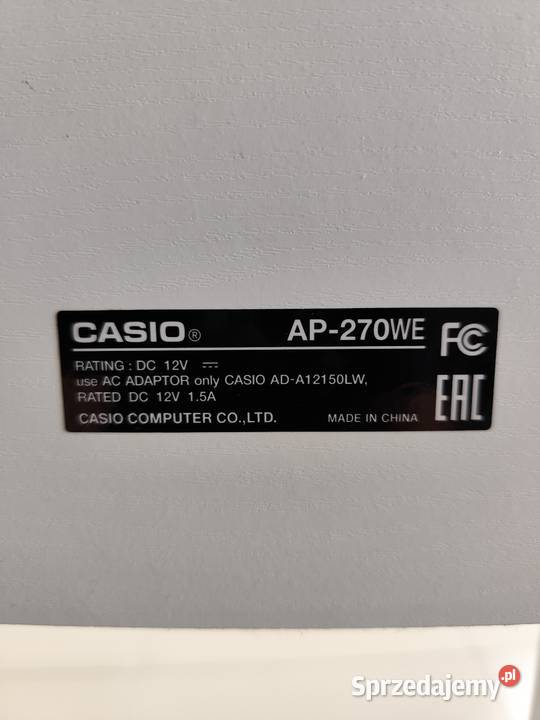 CASIO® AP-270WE FC
RATING : DC 12V ⎓
use AC ADAPTOR only CASIO AD-A12150LW,
RATED DC 12V 1.5A
CASIO COMPUTER CO.,LTD. MADE IN CHINA EAC
Sprzedajemy.pl